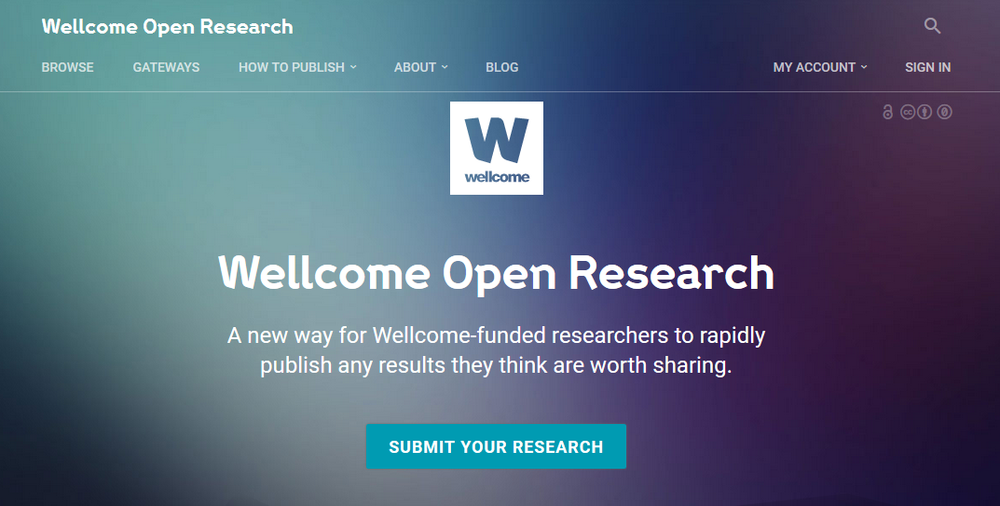 Wellcome Open Research
BROWSE GATEWAYS HOW TO PUBLISH ABOUT BLOG MY ACCOUNT SIGN IN
W
wellcome
Wellcome Open Research
A new way for Wellcome-funded researchers to rapidly
publish any results they think are worth sharing.
SUBMIT YOUR RESEARCH